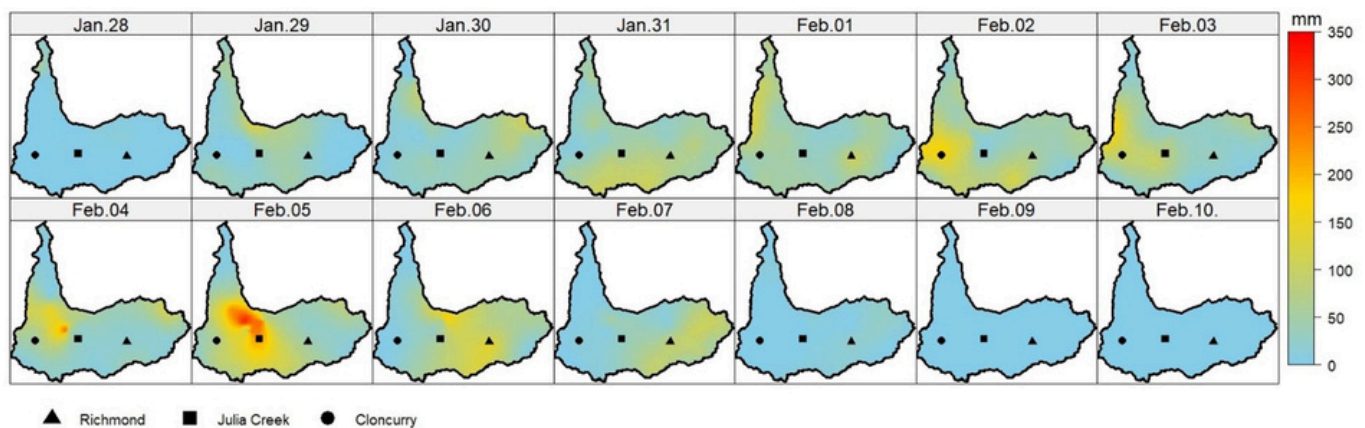 Jan.28 Jan.29 Jan.30 Jan.31 Feb.01 Feb.02 Feb.03 mm
350
300
250
200
150
100
50
0
Feb.04 Feb.05 Feb.06 Feb.07 Feb.08 Feb.09 Feb.10.
Richmond Julia Creek Cloncurry